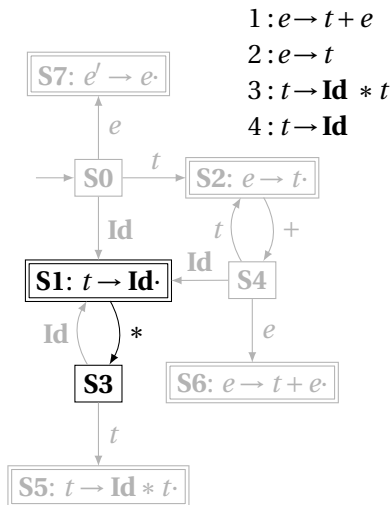 1 : e → t + e
2 : e → t
3 : t → Id * t
4 : t → Id
S7: e′ → e·
e
S0
t
S2: e → t·
Id
t
+
S1: t → Id·
Id
S4
Id
*
e
S3
S6: e → t + e·
t
S5: t → Id * t·